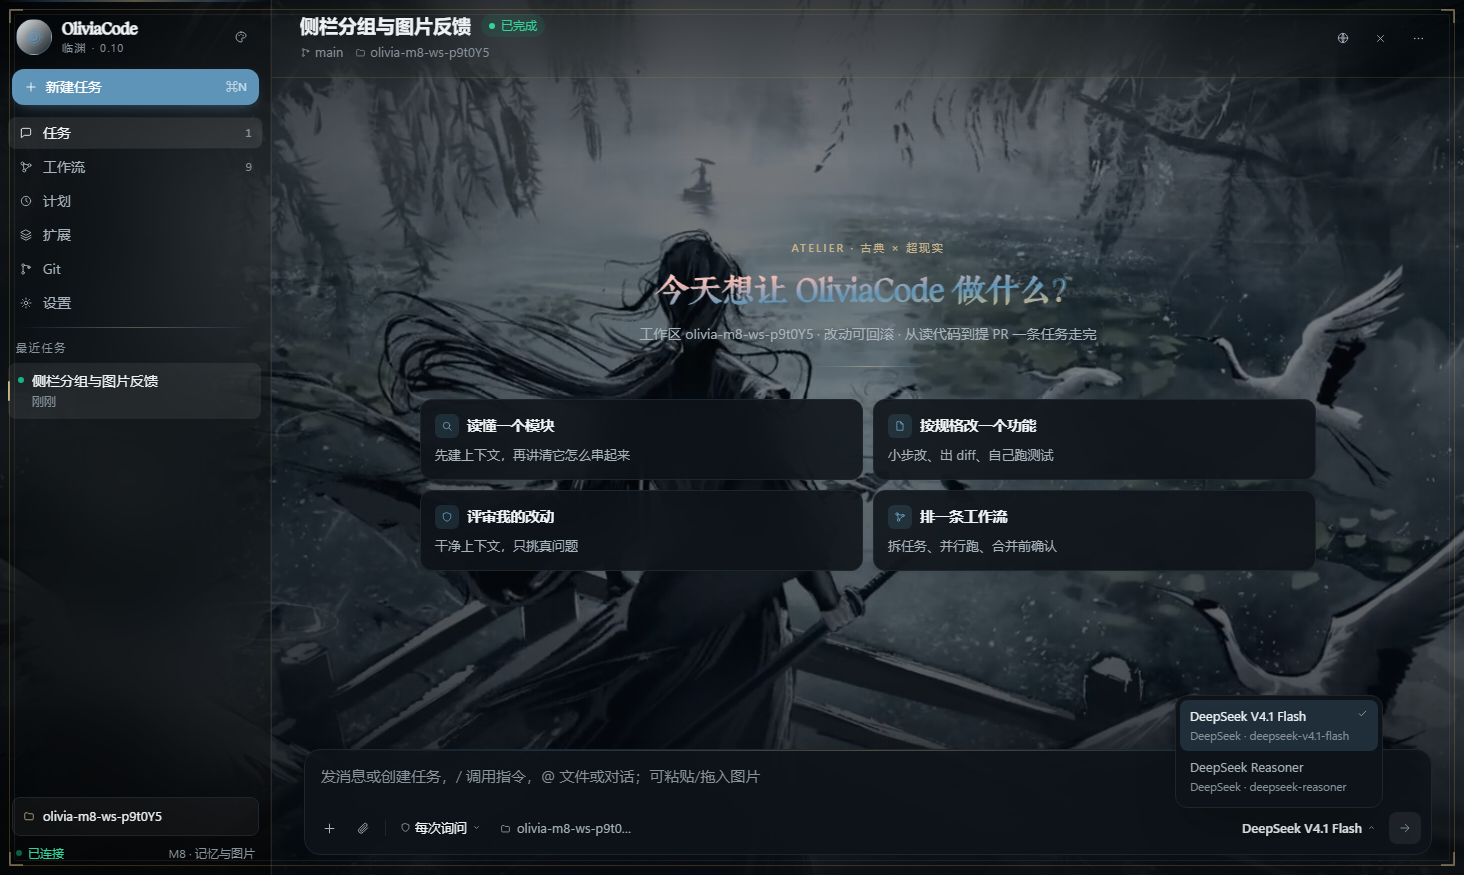 OliviaCode
临渊 · 0.10
新建任务 ⌘N
任务 1
工作流 9
计划
扩展
Git
设置
最近任务
侧栏分组与图片反馈
刚刚
olivia-m8-ws-p9t0Y5
已连接 M8 · 记忆与图片
侧栏分组与图片反馈 已完成
main olivia-m8-ws-p9t0Y5
ATELIER · 古典 × 超现实
今天想让 OliviaCode 做什么?
工作区 olivia-m8-ws-p9t0Y5 · 改动可回滚 · 从读代码到提 PR 一条任务走完
读懂一个模块
先建上下文，再讲清它怎么串起来
按规格改一个功能
小步改、出 diff、自己跑测试
评审我的改动
干净上下文，只挑真问题
排一条工作流
拆任务、并行跑、合并前确认
DeepSeek V4.1 Flash
DeepSeek · deepseek-v4.1-flash
DeepSeek Reasoner
DeepSeek · deepseek-reasoner
发消息或创建任务，/ 调用指令，@ 文件或对话；可粘贴/拖入图片
每次询问 olivia-m8-ws-p9t0...
DeepSeek V4.1 Flash